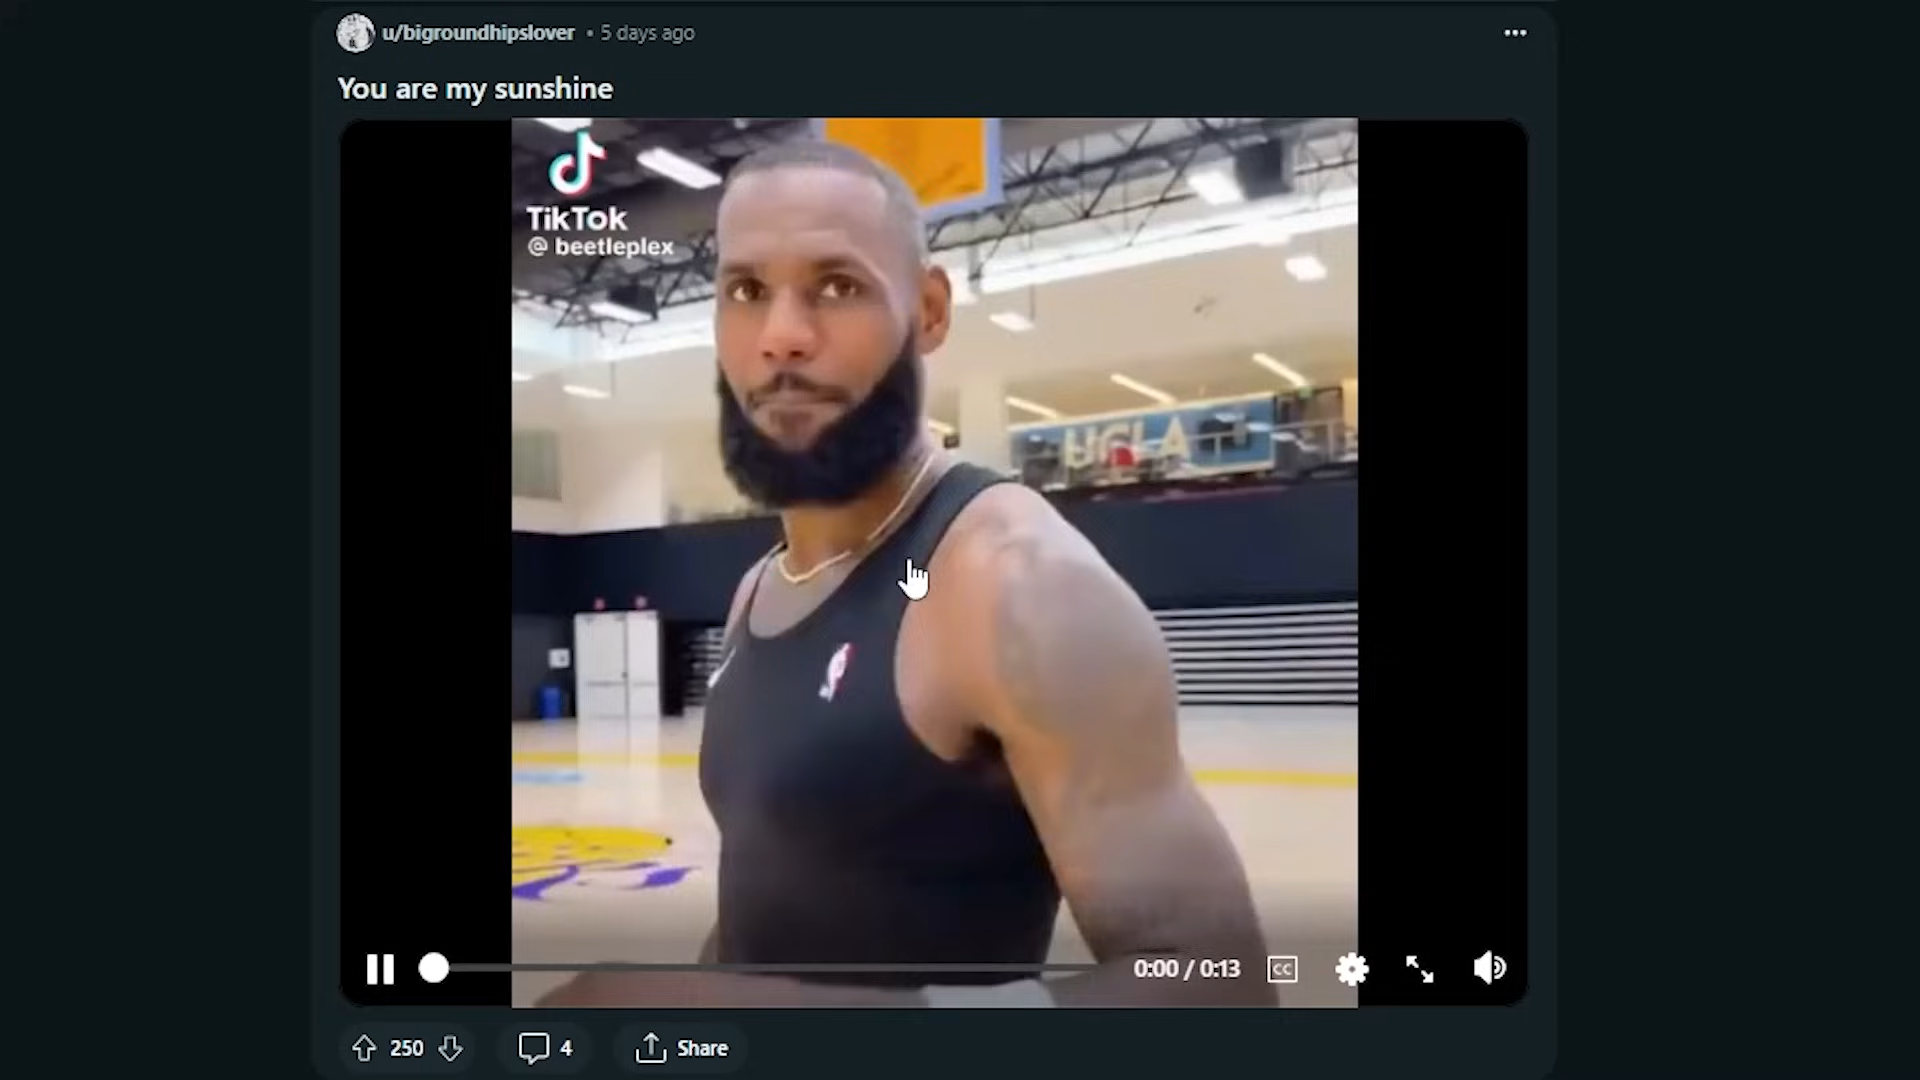 u/bigroundhipslover • 5 days ago
You are my sunshine
TikTok
@ beetleplex
UCLA
0:00 / 0:13
CC
250
4
Share